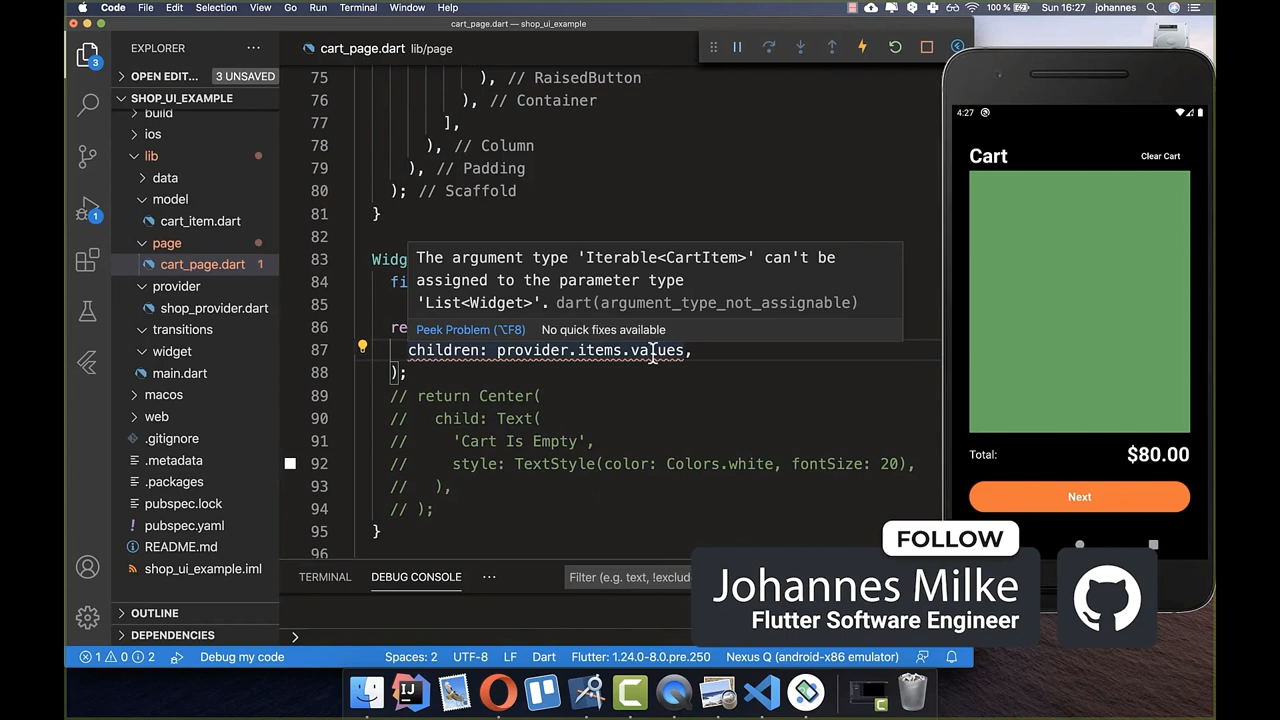 Code File Edit Selection View Go Run Terminal Window Help
Sun 16:27 johannes
cart_page.dart — shop_ui_example
EXPLORER
3
OPEN EDIT... 3 UNSAVED
SHOP_UI_EXAMPLE
build
ios
lib
data
model
cart_item.dart
page
cart_page.dart 1
provider
shop_provider.dart
transitions
widget
main.dart
macos
web
.gitignore
.metadata
.packages
pubspec.lock
pubspec.yaml
README.md
shop_ui_example.iml
OUTLINE
DEPENDENCIES
1
cart_page.dart lib/page
75 ), // RaisedButton
76 ), // Container
77 ],
78 ), // Column
79 ), // Padding
80 ); // Scaffold
81 }
82
83 Widg
84 fi
85
86 re
87 children: provider.items.values,
88 );
89 // return Center(
90 // child: Text(
91 // 'Cart Is Empty',
92 // style: TextStyle(color: Colors.white, fontSize: 20),
93 // ),
94 // );
95 }
96
The argument type 'Iterable<CartItem>' can't be
assigned to the parameter type
'List<Widget>'. dart(argument_type_not_assignable)
Peek Problem (⌥F8) No quick fixes available
TERMINAL DEBUG CONSOLE ... Filter (e.g. text, !exclud
1 0 2 Debug my code Spaces: 2 UTF-8 LF Dart Flutter: 1.24.0-8.0.pre.250 Nexus Q (android-x86 emulator)
4:27
Cart Clear Cart
Total: $80.00
Next
FOLLOW
Johannes Milke
Flutter Software Engineer